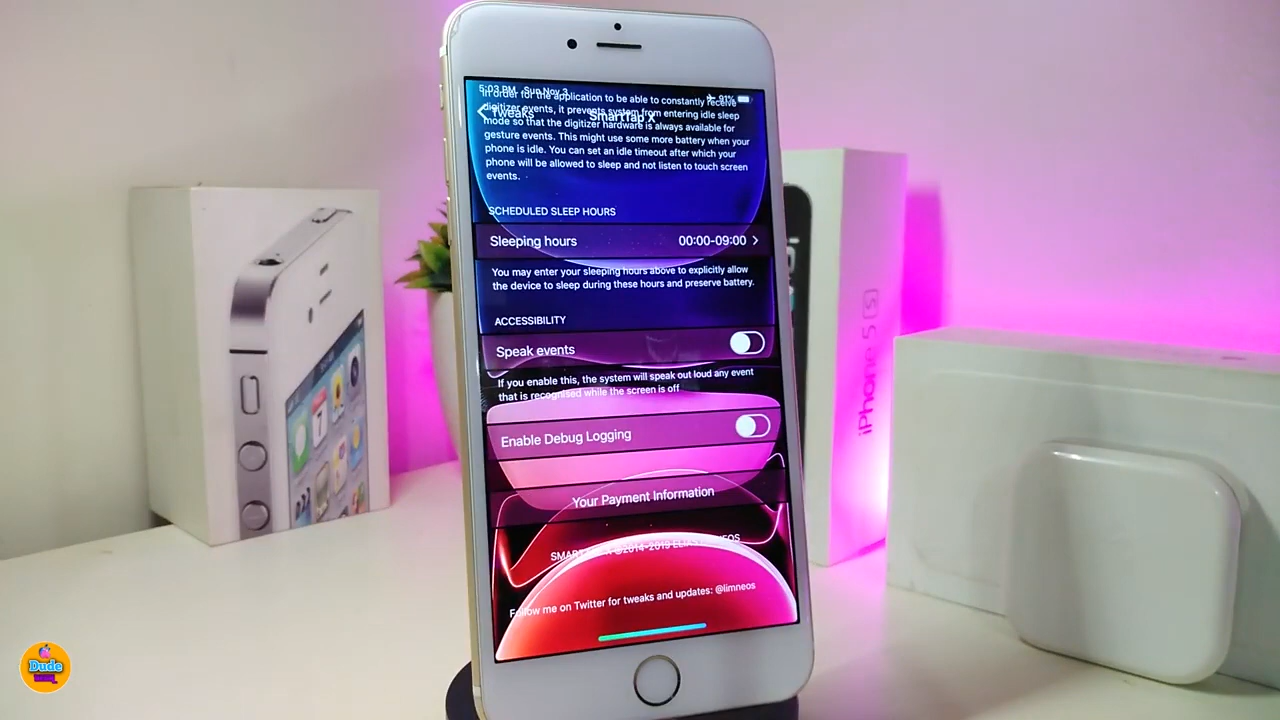 5:03 PM Sun Nov 3
91%
Tweaks
SmartTap X
In order for the application to be able to constantly receive
digitizer events, it prevents system from entering idle sleep
mode so that the digitizer hardware is always available for
gesture events. This might use some more battery when your
phone is idle. You can set an idle timeout after which your
phone will be allowed to sleep and not listen to touch screen
events.
SCHEDULED SLEEP HOURS
Sleeping hours 00:00-09:00
You may enter your sleeping hours above to explicitly allow
the device to sleep during these hours and preserve battery.
ACCESSIBILITY
Speak events
If you enable this, the system will speak out loud any event
that is recognised while the screen is off
Enable Debug Logging
Your Payment Information
X ©2014-2019
Follow me on Twitter for tweaks and updates: @limneos
iPhone 5 S
Dude